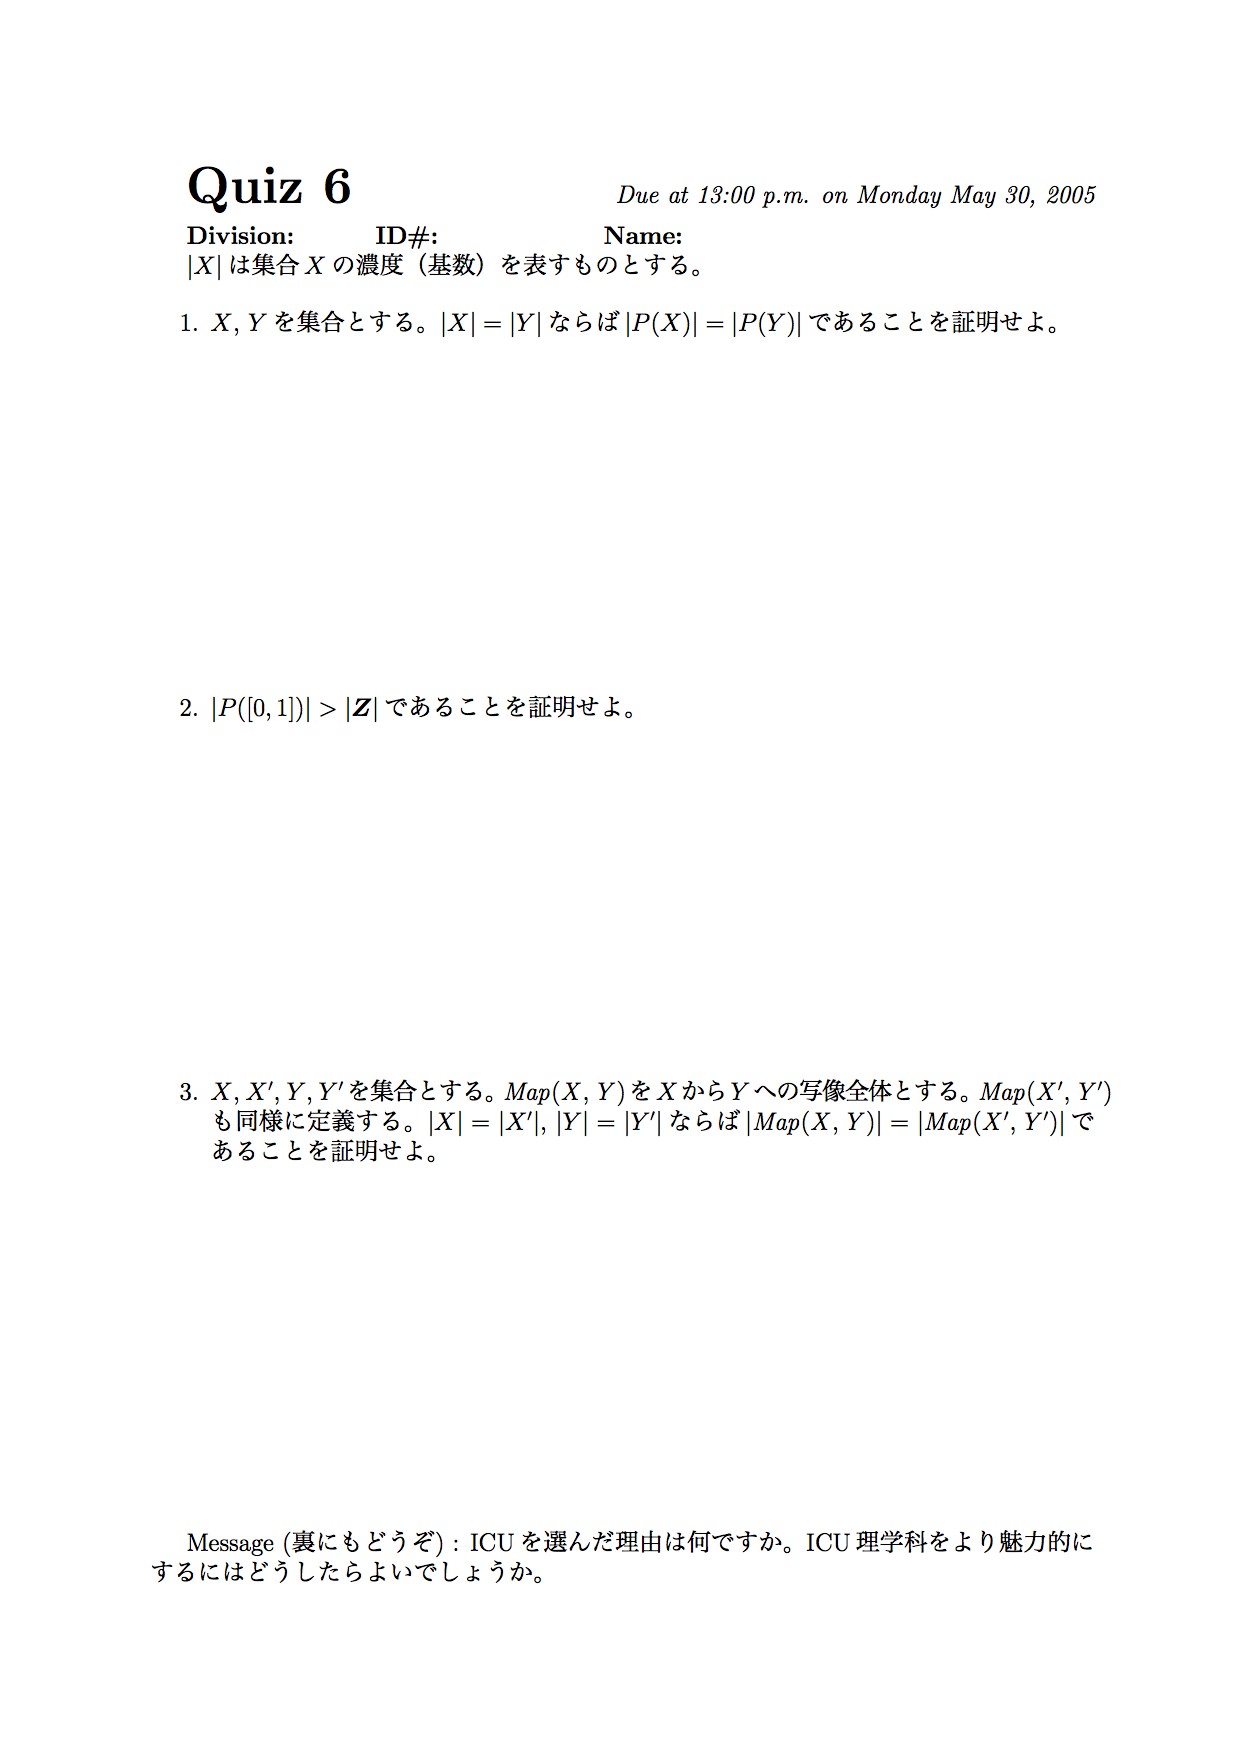 Quiz 6 Due at 13:00 p.m. on Monday May 30, 2005
Division: ID#: Name:
|X| は集合 X の濃度（基数）を表すものとする。
1. X, Y を集合とする。|X| = |Y| ならば |P(X)| = |P(Y)| であることを証明せよ。
2. |P([0, 1])| > |Z| であることを証明せよ。
3. X, X′, Y, Y′ を集合とする。Map(X, Y) を X から Y への写像全体とする。Map(X′, Y′)
も同様に定義する。|X| = |X′|, |Y| = |Y′| ならば |Map(X, Y)| = |Map(X′, Y′)| で
あることを証明せよ。
Message (裏にもどうぞ) : ICU を選んだ理由は何ですか。ICU 理学科をより魅力的に
するにはどうしたらよいでしょうか。